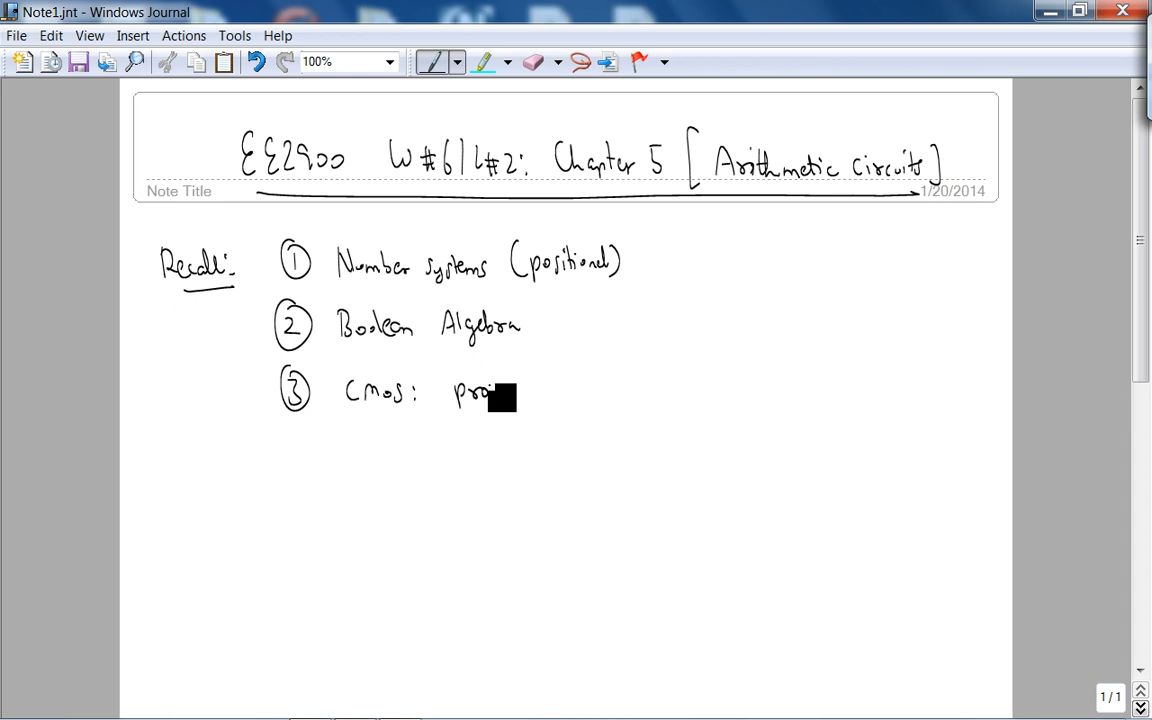 Note1.jnt - Windows Journal
File Edit View Insert Actions Tools Help
100%
EE2900 W#6/L#2: Chapter 5 [Arithmetic Circuits]
Note Title 1/20/2014
Recall: ① Number systems (positional)
② Boolean Algebra
③ CMOS:
1 / 1